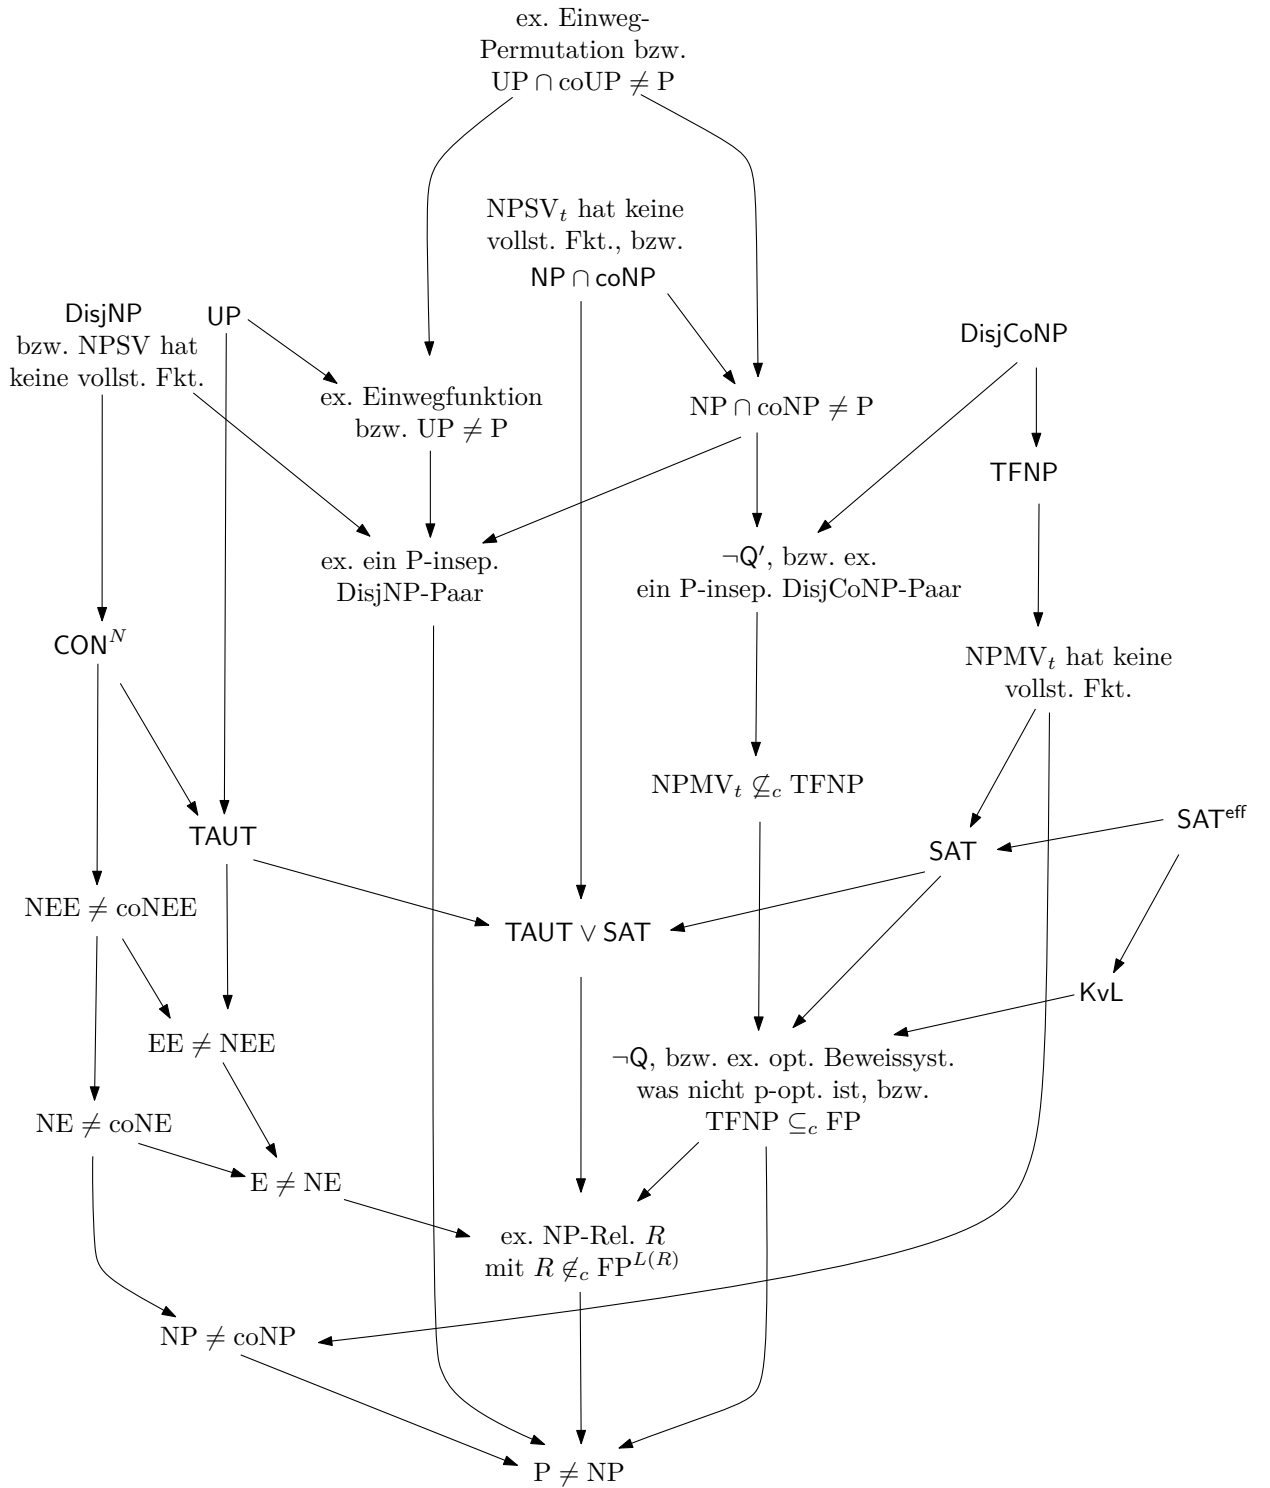 ex. Einweg-
Permutation bzw.
UP ∩ coUP ≠ P
NPSVₜ hat keine
vollst. Fkt., bzw.
NP ∩ coNP
DisjNP
bzw. NPSV hat
keine vollst. Fkt.
UP
DisjCoNP
ex. Einwegfunktion
bzw. UP ≠ P
NP ∩ coNP ≠ P
TFNP
ex. ein P-insep.
DisjNP-Paar
¬Q′, bzw. ex.
ein P-insep. DisjCoNP-Paar
CON^N
NPMVₜ hat keine
vollst. Fkt.
NPMVₜ ⊈_c TFNP
TAUT
SAT
SAT^eff
NEE ≠ coNEE
TAUT ∨ SAT
KvL
EE ≠ NEE
¬Q, bzw. ex. opt. Beweissyst.
was nicht p-opt. ist, bzw.
TFNP ⊆_c FP
NE ≠ coNE
E ≠ NE
ex. NP-Rel. R
mit R ∉_c FP^L(R)
NP ≠ coNP
P ≠ NP